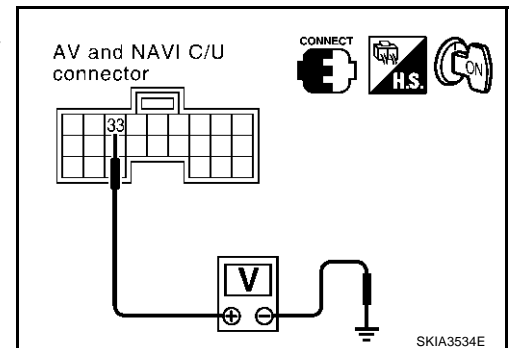 AV and NAVI C/U
connector
CONNECT
H.S.
ON
33
V
+ −
SKIA3534E